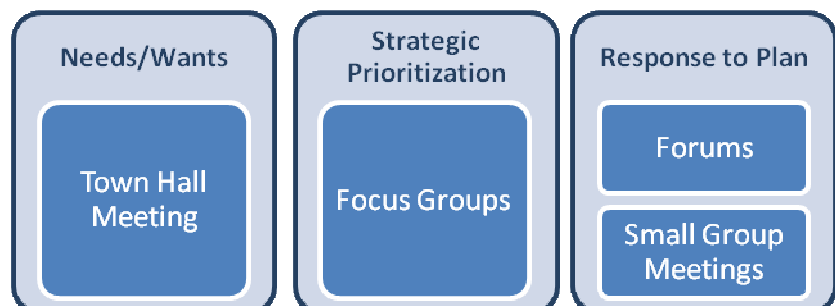 Needs/Wants
Town Hall
Meeting
Strategic
Prioritization
Focus Groups
Response to Plan
Forums
Small Group
Meetings